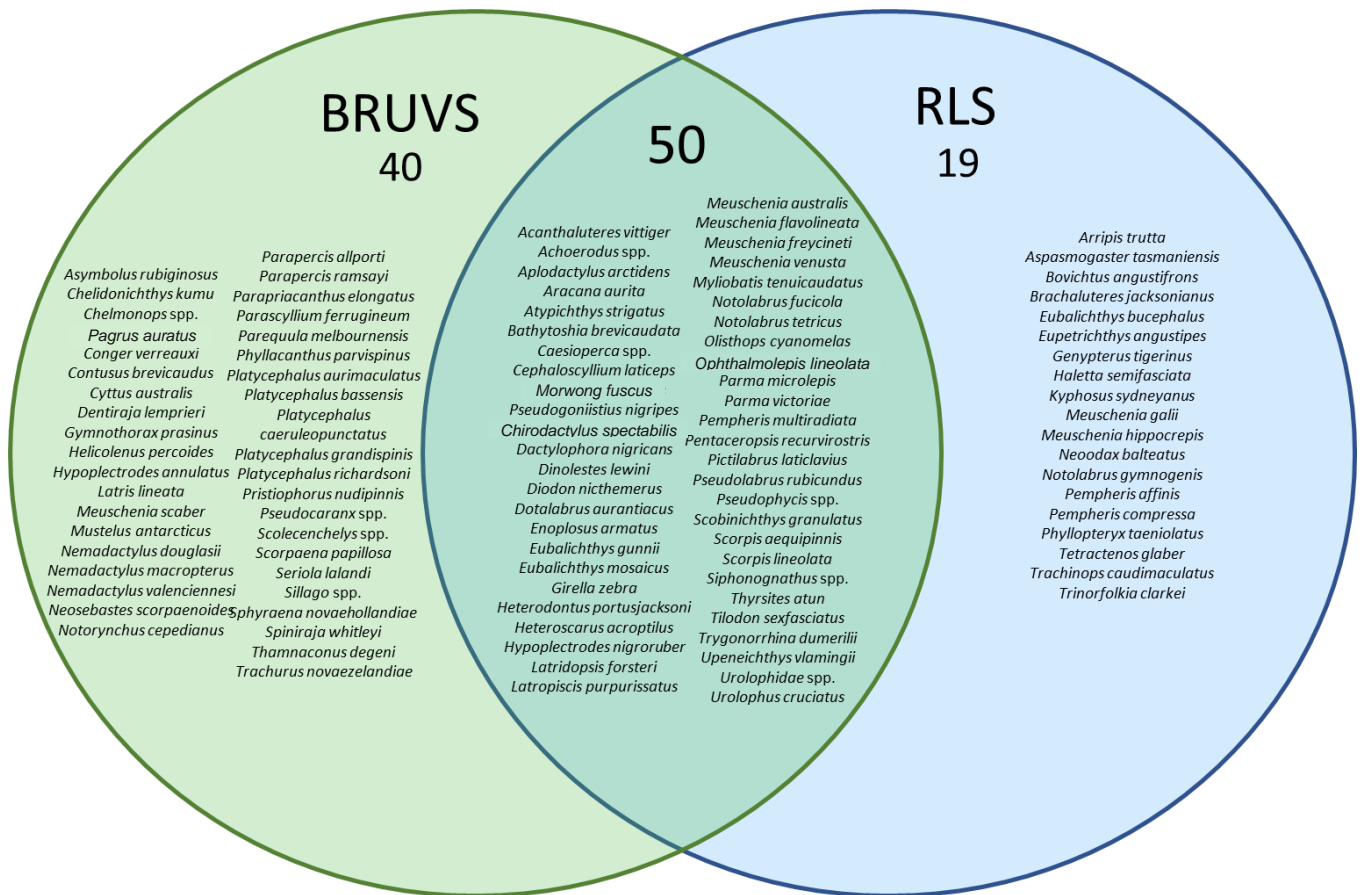 BRUVS
40
Asymbolus rubiginosus
Chelidonichthys kumu
Chelmonops spp.
Pagrus auratus
Conger verreauxi
Contusus brevicaudus
Cyttus australis
Dentiraja lemprieri
Gymnothorax prasinus
Helicolenus percoides
Hypoplectrodes annulatus
Latris lineata
Meuschenia scaber
Mustelus antarcticus
Nemadactylus douglasii
Nemadactylus macropterus
Nemadactylus valenciennesi
Neosebastes scorpaenoides
Notorynchus cepedianus
Parapercis allporti
Parapercis ramsayi
Parapriacanthus elongatus
Parascyllium ferrugineum
Parequula melbournensis
Phyllacanthus parvispinus
Platycephalus aurimaculatus
Platycephalus bassensis
Platycephalus
caeruleopunctatus
Platycephalus grandispinis
Platycephalus richardsoni
Pristiophorus nudipinnis
Pseudocaranx spp.
Scolecenchelys spp.
Scorpaena papillosa
Seriola lalandi
Sillago spp.
Sphyraena novaehollandiae
Spiniraja whitleyi
Thamnaconus degeni
Trachurus novaezelandiae
50
Acanthaluteres vittiger
Achoerodus spp.
Aplodactylus arctidens
Aracana aurita
Atypichthys strigatus
Bathytoshia brevicaudata
Caesioperca spp.
Cephaloscyllium laticeps
Morwong fuscus
Pseudogoniistius nigripes
Chirodactylus spectabilis
Dactylophora nigricans
Dinolestes lewini
Diodon nicthemerus
Dotalabrus aurantiacus
Enoplosus armatus
Eubalichthys gunnii
Eubalichthys mosaicus
Girella zebra
Heterodontus portusjacksoni
Heteroscarus acroptilus
Hypoplectrodes nigroruber
Latridopsis forsteri
Latropiscis purpurissatus
Meuschenia australis
Meuschenia flavolineata
Meuschenia freycineti
Meuschenia venusta
Myliobatis tenuicaudatus
Notolabrus fucicola
Notolabrus tetricus
Olisthops cyanomelas
Ophthalmolepis lineolata
Parma microlepis
Parma victoriae
Pempheris multiradiata
Pentaceropsis recurvirostris
Pictilabrus laticlavius
Pseudolabrus rubicundus
Pseudophycis spp.
Scobinichthys granulatus
Scorpis aequipinnis
Scorpis lineolata
Siphonognathus spp.
Thyrsites atun
Tilodon sexfasciatus
Trygonorrhina dumerilii
Upeneichthys vlamingii
Urolophidae spp.
Urolophus cruciatus
RLS
19
Arripis trutta
Aspasmogaster tasmaniensis
Bovichtus angustifrons
Brachaluteres jacksonianus
Eubalichthys bucephalus
Eupetrichthys angustipes
Genypterus tigerinus
Haletta semifasciata
Kyphosus sydneyanus
Meuschenia galii
Meuschenia hippocrepis
Neoodax balteatus
Notolabrus gymnogenis
Pempheris affinis
Pempheris compressa
Phyllopteryx taeniolatus
Tetractenos glaber
Trachinops caudimaculatus
Trinorfolkia clarkei